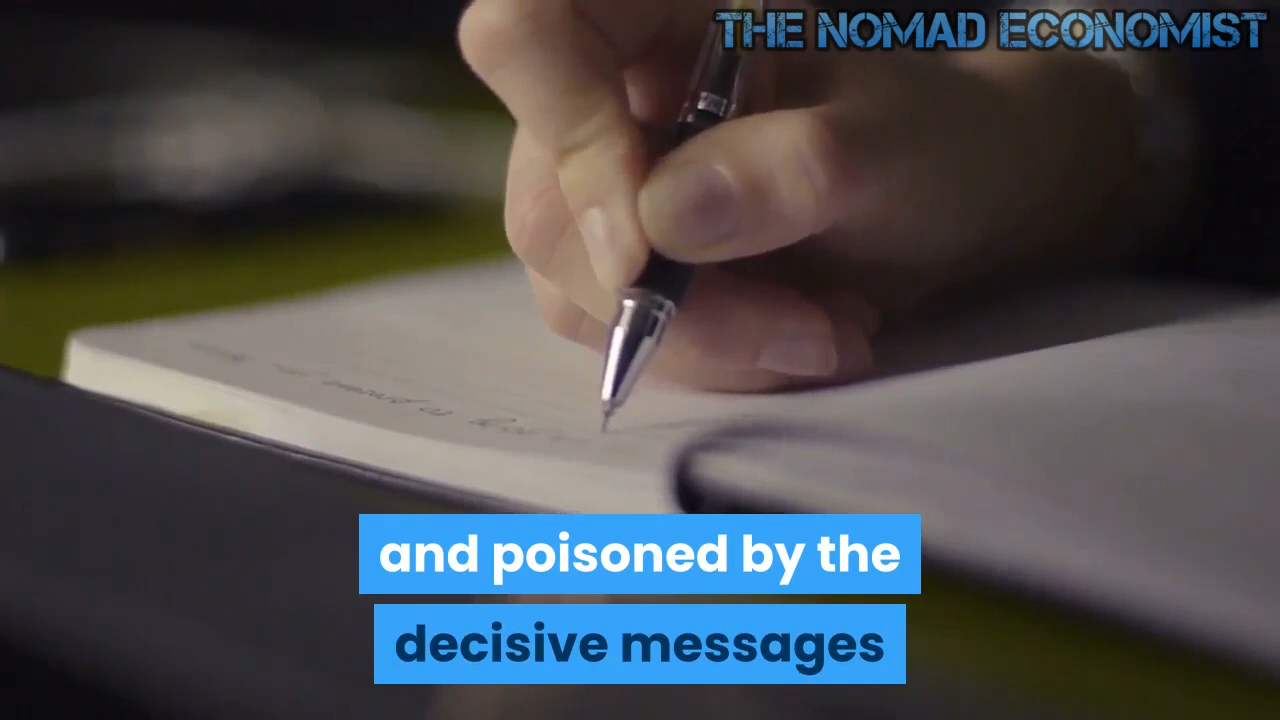 THE NOMAD ECONOMIST
and poisoned by the
decisive messages